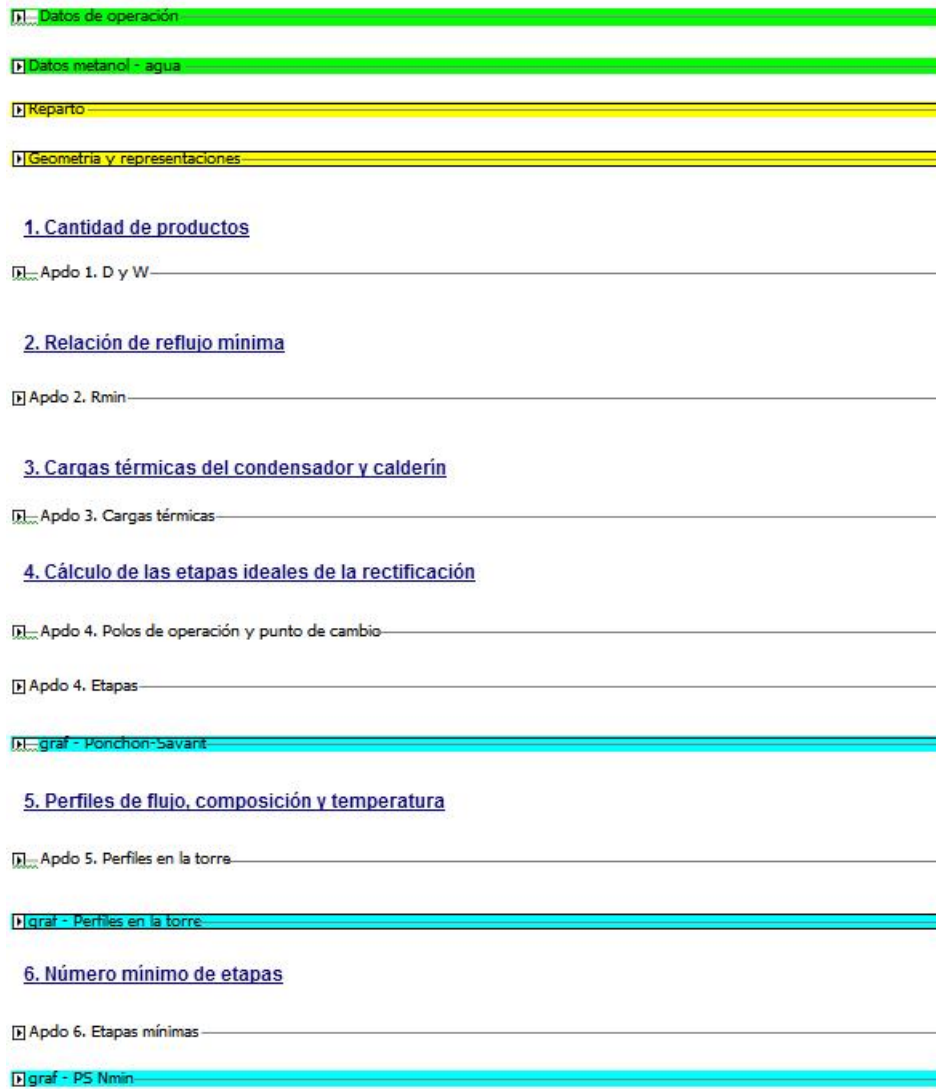 Datos de operación
Datos metanol - agua
Reparto
Geometria y representaciones
1. Cantidad de productos
Apdo 1. D y W
2. Relación de reflujo mínima
Apdo 2. Rmin
3. Cargas térmicas del condensador y calderín
Apdo 3. Cargas térmicas
4. Cálculo de las etapas ideales de la rectificación
Apdo 4. Polos de operación y punto de cambio
Apdo 4. Etapas
graf - Ponchon-Savarit
5. Perfiles de flujo, composición y temperatura
Apdo 5. Perfiles en la torre
graf - Perfiles en la torre
6. Número mínimo de etapas
Apdo 6. Etapas mínimas
graf - PS Nmin